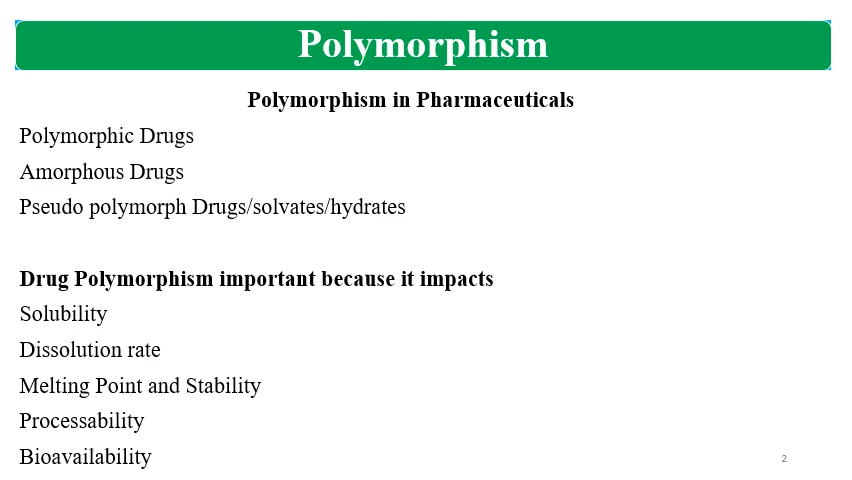 Polymorphism
Polymorphism in Pharmaceuticals
Polymorphic Drugs
Amorphous Drugs
Pseudo polymorph Drugs/solvates/hydrates
Drug Polymorphism important because it impacts
Solubility
Dissolution rate
Melting Point and Stability
Processability
Bioavailability
2